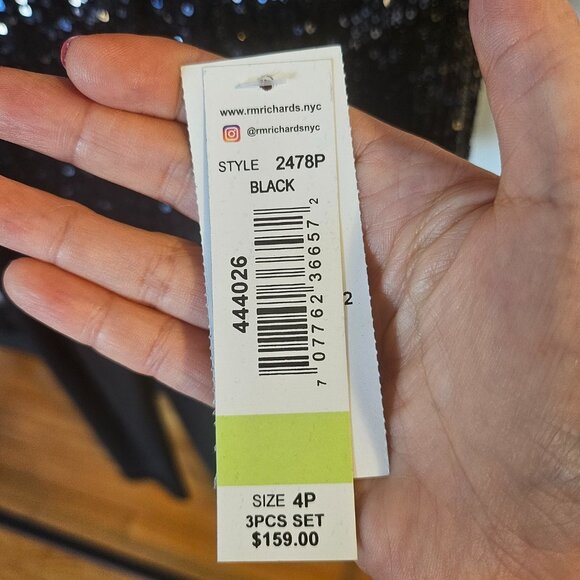 www.rmrichards.nyc
@rmrichardsnyc
STYLE 2478P
BLACK
444026
7 07762 36657 2
2
SIZE 4P
3PCS SET
$159.00